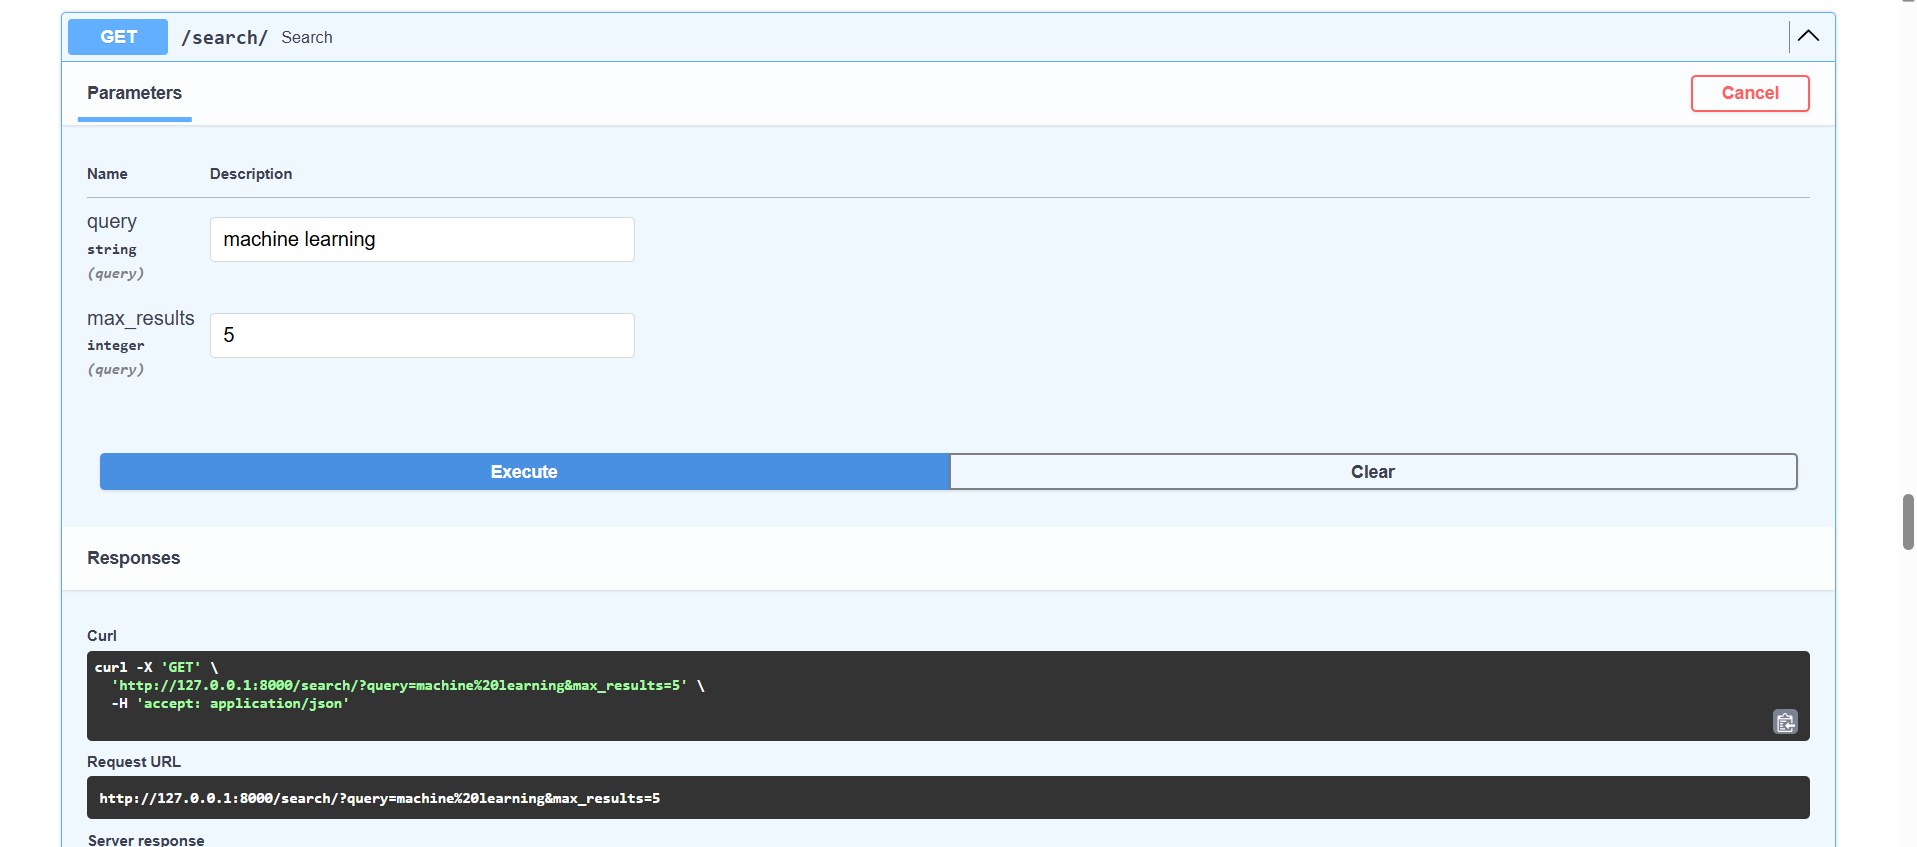 GET /search/ Search
Parameters
Cancel
Name Description
query
string
(query)
machine learning
max_results
integer
(query)
5
Execute
Clear
Responses
Curl
curl -X 'GET' \
  'http://127.0.0.1:8000/search/?query=machine%20learning&max_results=5' \
  -H 'accept: application/json'
Request URL
http://127.0.0.1:8000/search/?query=machine%20learning&max_results=5
Server response